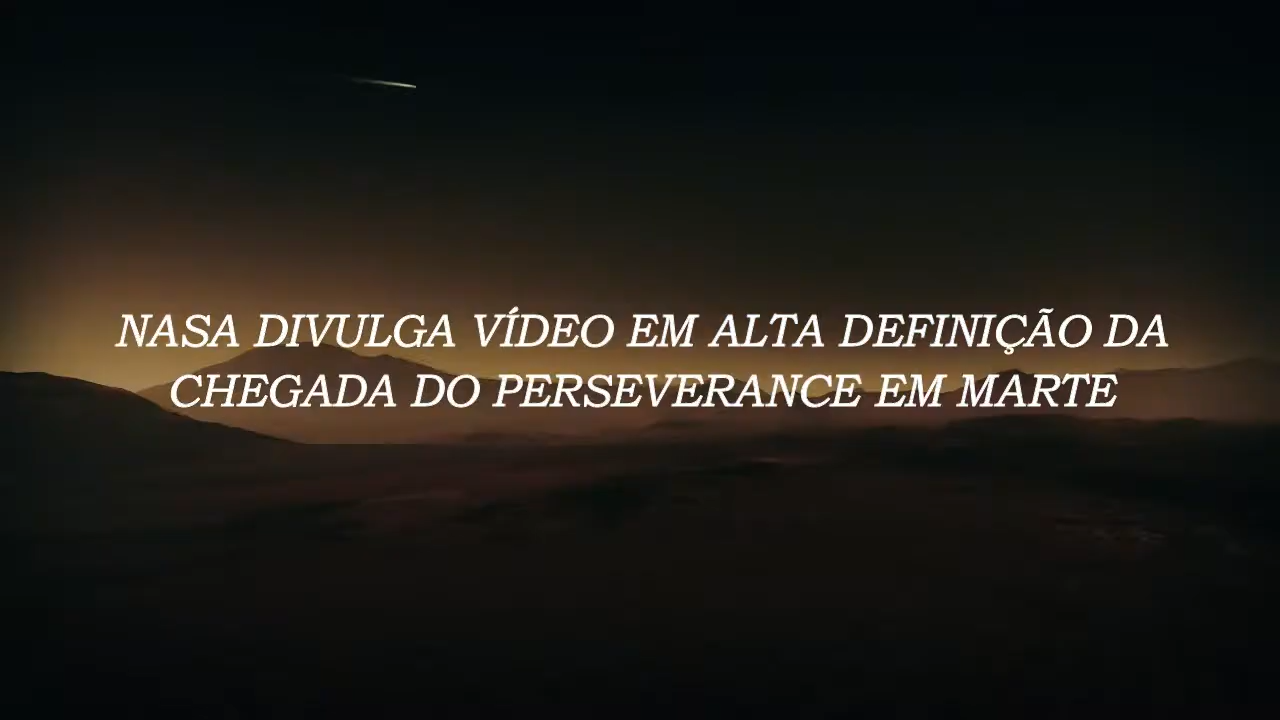 NASA DIVULGA VÍDEO EM ALTA DEFINIÇÃO DA
CHEGADA DO PERSEVERANCE EM MARTE